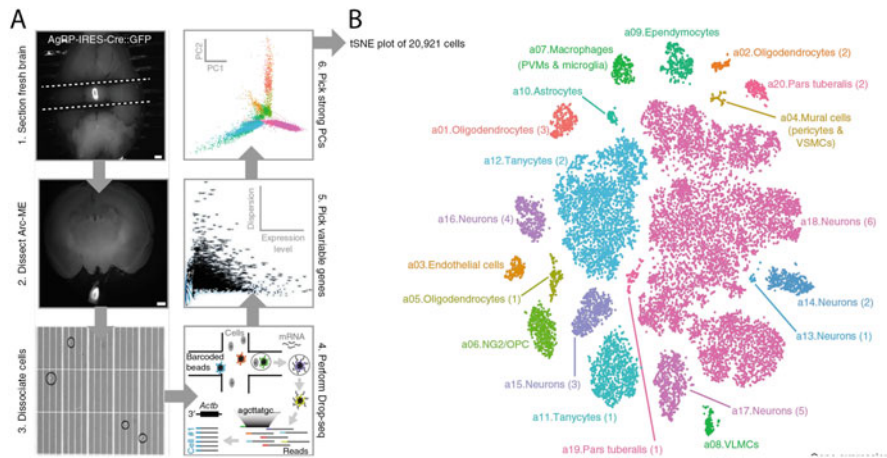 A
AgRP-IRES-Cre::GFP
1. Section fresh brain
2. Dissect Arc-ME
3. Dissociate cells
PC2
PC1
6. Pick strong PCs
Dispersion
Expression
level
5. Pick variable genes
Cells
mRNA
Barcoded
beads
Actb
3'
agcttatgc...
Cell #1
Reads
4. Perform Drop-seq
B
tSNE plot of 20,921 cells
a09.Ependymocytes
a07.Macrophages
(PVMs & microglia)
a02.Oligodendrocytes (2)
a20.Pars tuberalis (2)
a10.Astrocytes
a04.Mural cells
(pericytes &
VSMCs)
a01.Oligodendrocytes (3)
a12.Tanycytes (2)
a16.Neurons (4)
a18.Neurons (6)
a03.Endothelial cells
a05.Oligodendrocytes (1)
a14.Neurons (2)
a13.Neurons (1)
a06.NG2/OPC
a15.Neurons (3)
a17.Neurons (5)
a11.Tanycytes (1)
a19.Pars tuberalis (1)
a08.VLMCs